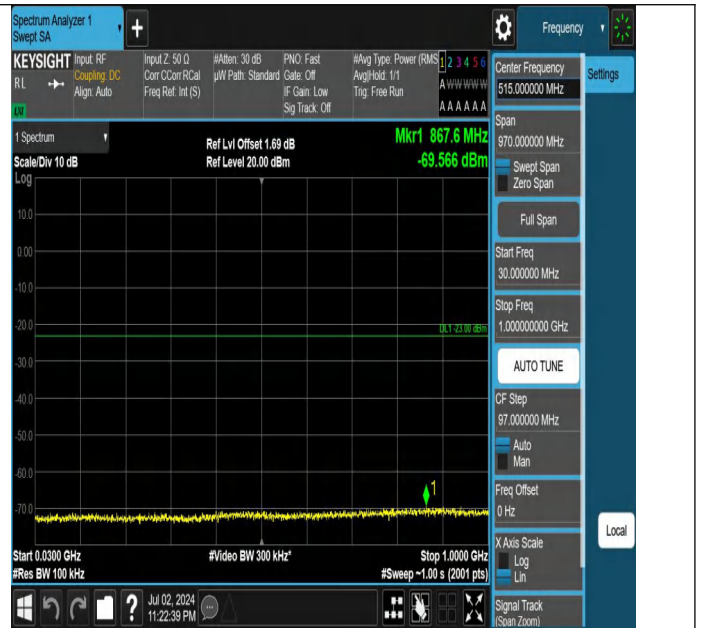 Spectrum Analyzer 1
Swept SA
+
Frequency
KEYSIGHT
RL
LXI
Input: RF
Coupling: DC
Align: Auto
Input Z: 50 Ω
Corr CCorr RCal
Freq Ref: Int (S)
#Atten: 30 dB
µW Path: Standard
PNO: Fast
Gate: Off
IF Gain: Low
Sig Track: Off
#Avg Type: Power (RMS
Avg|Hold: 1/1
Trig: Free Run
1 2 3 4 5 6
A W W W W W
A A A A A A
1 Spectrum
Scale/Div 10 dB
Log
Ref Lvl Offset 1.69 dB
Ref Level 20.00 dBm
Mkr1 867.6 MHz
-69.566 dBm
10.0
0.00
-10.0
-20.0
DL1 -23.00 dBm
-30.0
-40.0
-50.0
-60.0
-70.0
1
Start 0.0300 GHz
#Res BW 100 kHz
#Video BW 300 kHz*
Stop 1.0000 GHz
#Sweep ~1.00 s (2001 pts)
Center Frequency
515.000000 MHz
Settings
Span
970.000000 MHz
Swept Span
Zero Span
Full Span
Start Freq
30.000000 MHz
Stop Freq
1.000000000 GHz
AUTO TUNE
CF Step
97.000000 MHz
Auto
Man
Freq Offset
0 Hz
X Axis Scale
Log
Lin
Local
Signal Track
(Span Zoom)
?
Jul 02, 2024
11:22:39 PM